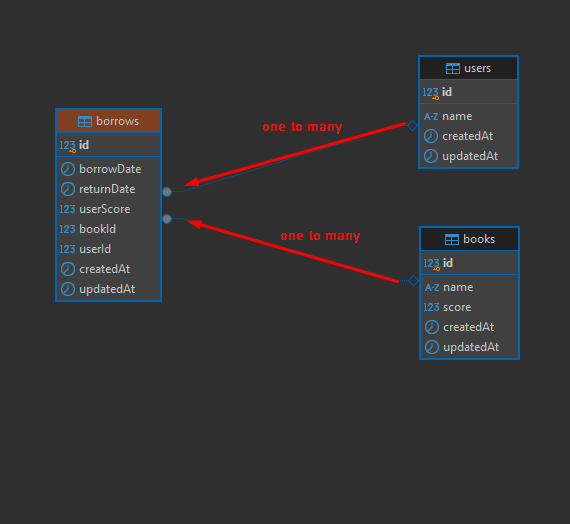 borrows
123 id
borrowDate
returnDate
123 userScore
123 bookId
123 userId
createdAt
updatedAt
one to many
one to many
users
123 id
A-Z name
createdAt
updatedAt
books
123 id
A-Z name
123 score
createdAt
updatedAt